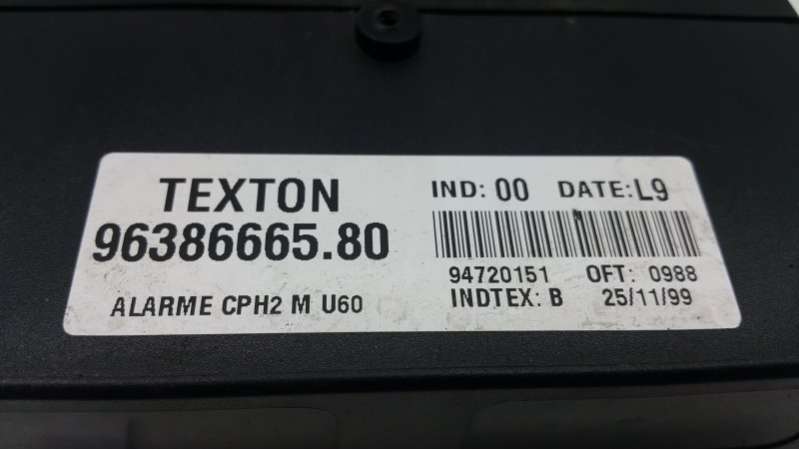 TEXTON
96386665.80
ALARME CPH2 M U60
IND: 00 DATE: L9
94720151 OFT: 0988
INDTEX: B 25/11/99